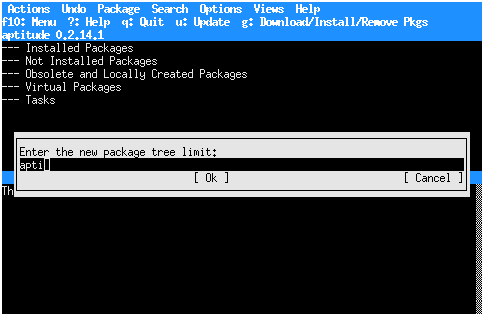 Actions Undo Package Search Options Views Help
f10: Menu ?: Help q: Quit u: Update g: Download/Install/Remove Pkgs
aptitude 0.2.14.1
--- Installed Packages
--- Not Installed Packages
--- Obsolete and Locally Created Packages
--- Virtual Packages
--- Tasks
Enter the new package tree limit:
apti
[ Ok ] [ Cancel ]
Th